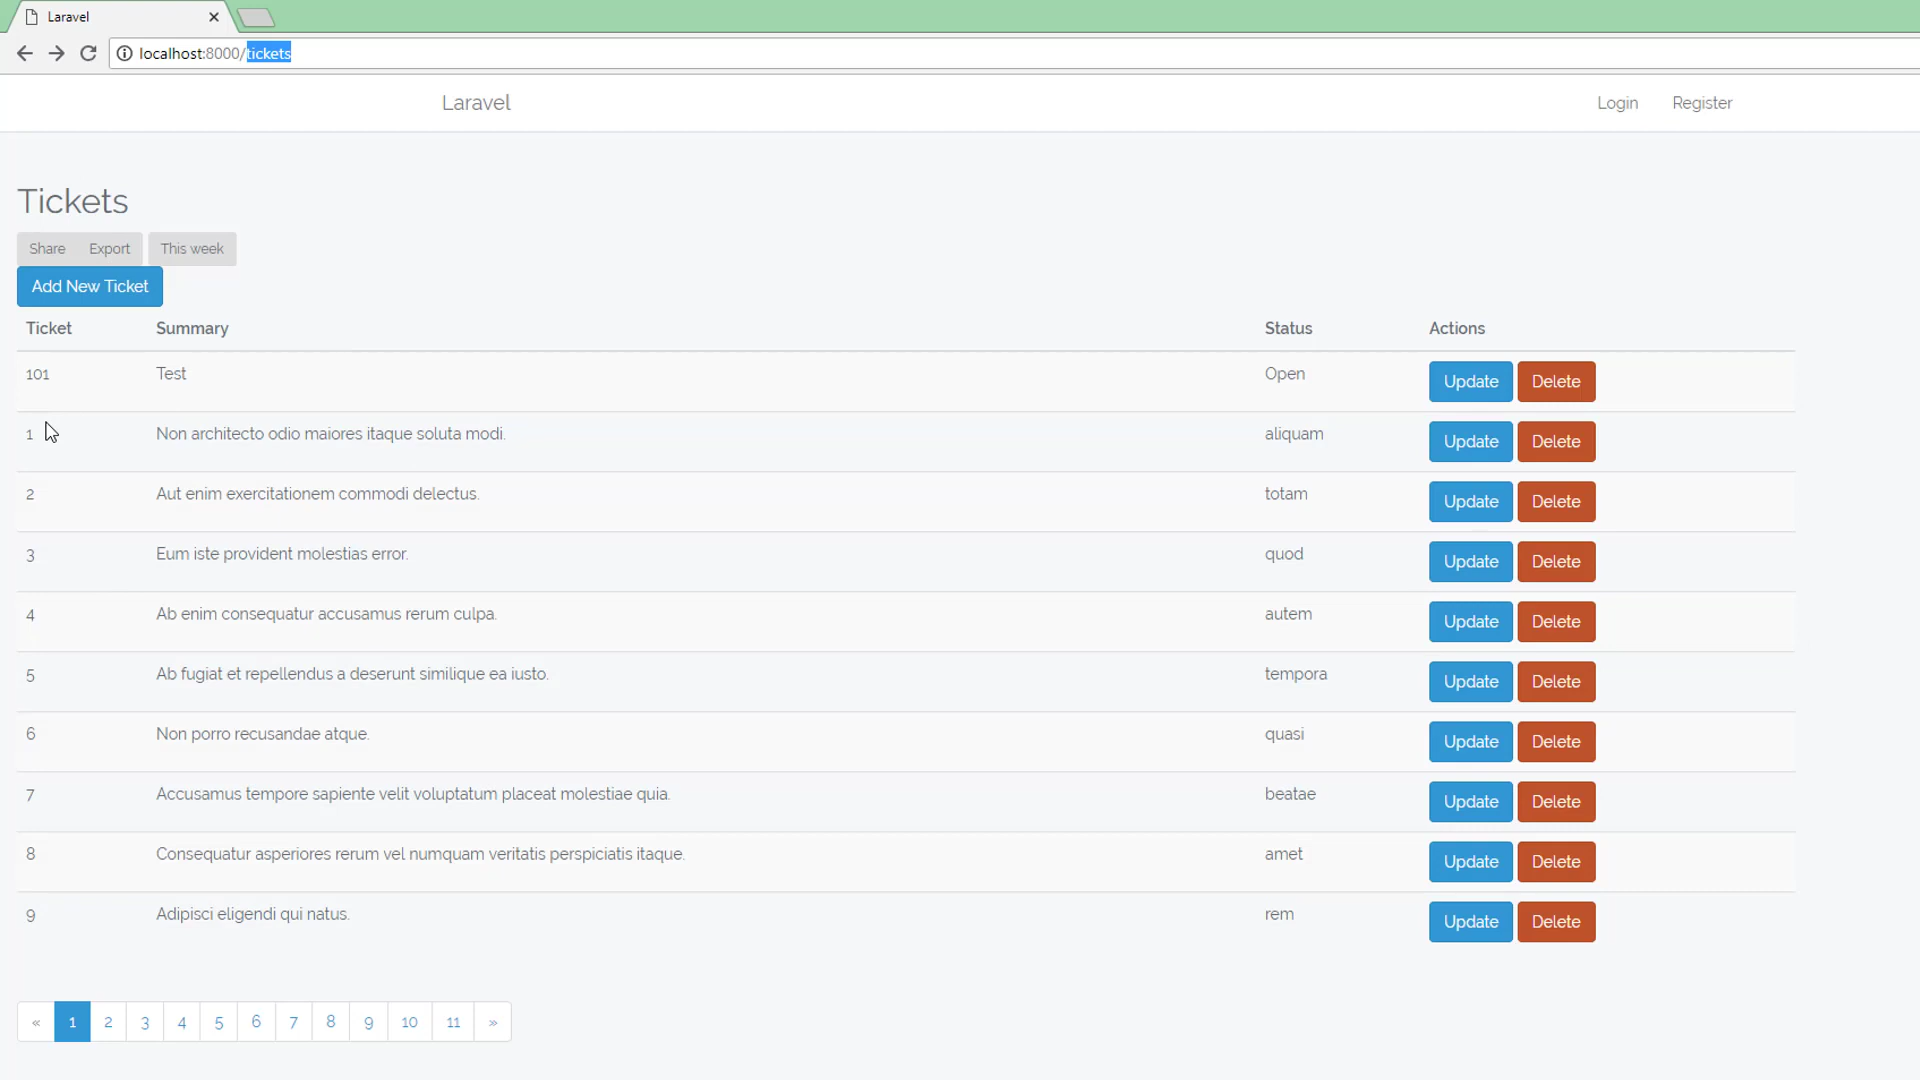 Laravel
localhost:8000/tickets
Laravel Login Register
Tickets
Share Export This week
Add New Ticket
Ticket Summary Status Actions
101 Test Open Update Delete
1 Non architecto odio maiores itaque soluta modi. aliquam Update Delete
2 Aut enim exercitationem commodi delectus. totam Update Delete
3 Eum iste provident molestias error. quod Update Delete
4 Ab enim consequatur accusamus rerum culpa. autem Update Delete
5 Ab fugiat et repellendus a deserunt similique ea iusto. tempora Update Delete
6 Non porro recusandae atque. quasi Update Delete
7 Accusamus tempore sapiente velit voluptatum placeat molestiae quia. beatae Update Delete
8 Consequatur asperiores rerum vel numquam veritatis perspiciatis itaque. amet Update Delete
9 Adipisci eligendi qui natus. rem Update Delete
« 1 2 3 4 5 6 7 8 9 10 11 »